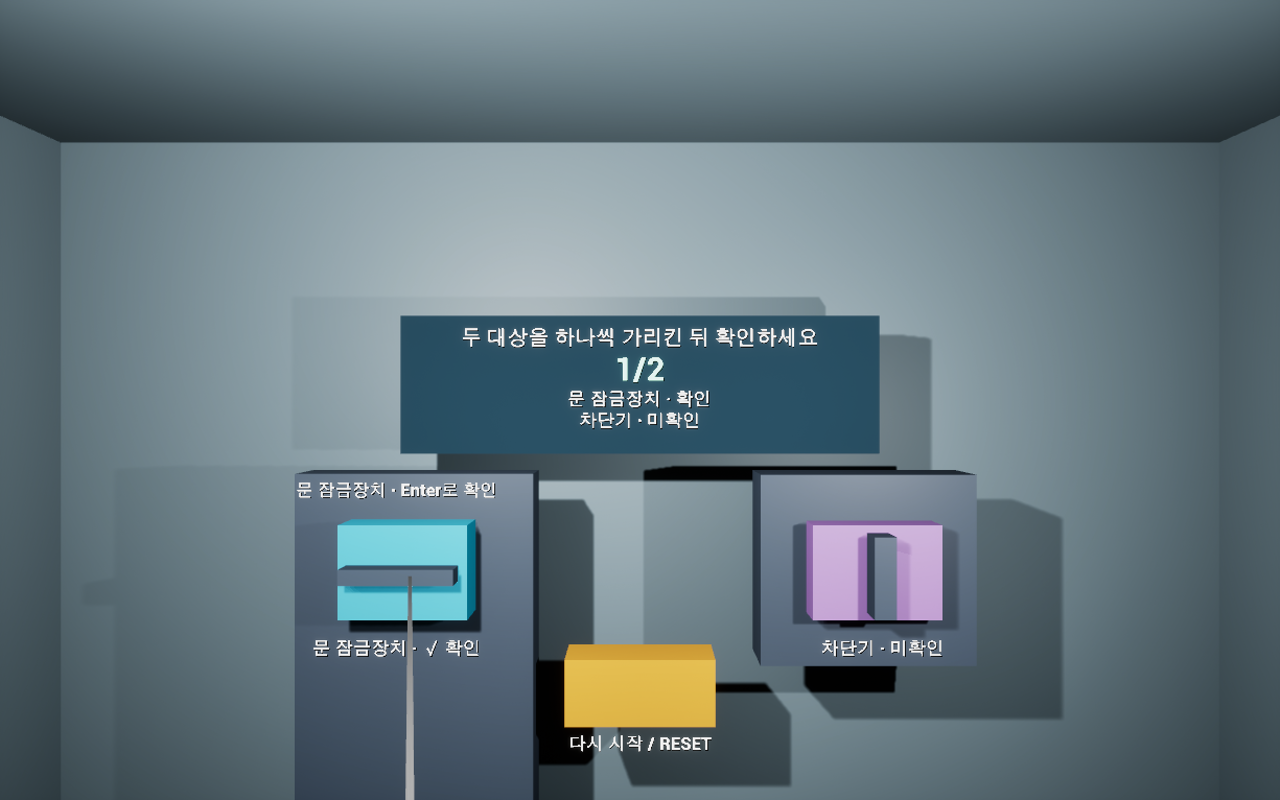 두 대상을 하나씩 가리킨 뒤 확인하세요
1/2
문 잠금장치 · 확인
차단기 · 미확인
문 잠금장치 · Enter로 확인
문 잠금장치 · √ 확인
차단기 · 미확인
다시 시작 / RESET